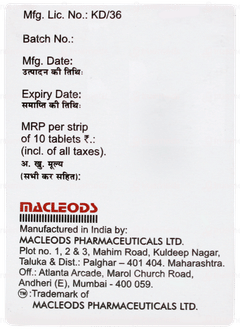 Mfg. Lic. No.: KD/36
Batch No.:
Mfg. Date:
उत्पादन की तिथिः
Expiry Date:
समाप्ति की तिथिः
MRP per strip
of 10 tablets ₹.:
(incl. of all taxes).
अ. खु. मूल्य
(सभी कर सहित):
MACLEODS
Manufactured in India by:
MACLEODS PHARMACEUTICALS LTD.
Plot no. 1, 2 & 3, Mahim Road, Kuldeep Nagar,
Taluka & Dist.: Palghar – 401 404. Maharashtra.
Off.: Atlanta Arcade, Marol Church Road,
Andheri (E), Mumbai - 400 059.
:Trademark of
MACLEODS PHARMACEUTICALS LTD.